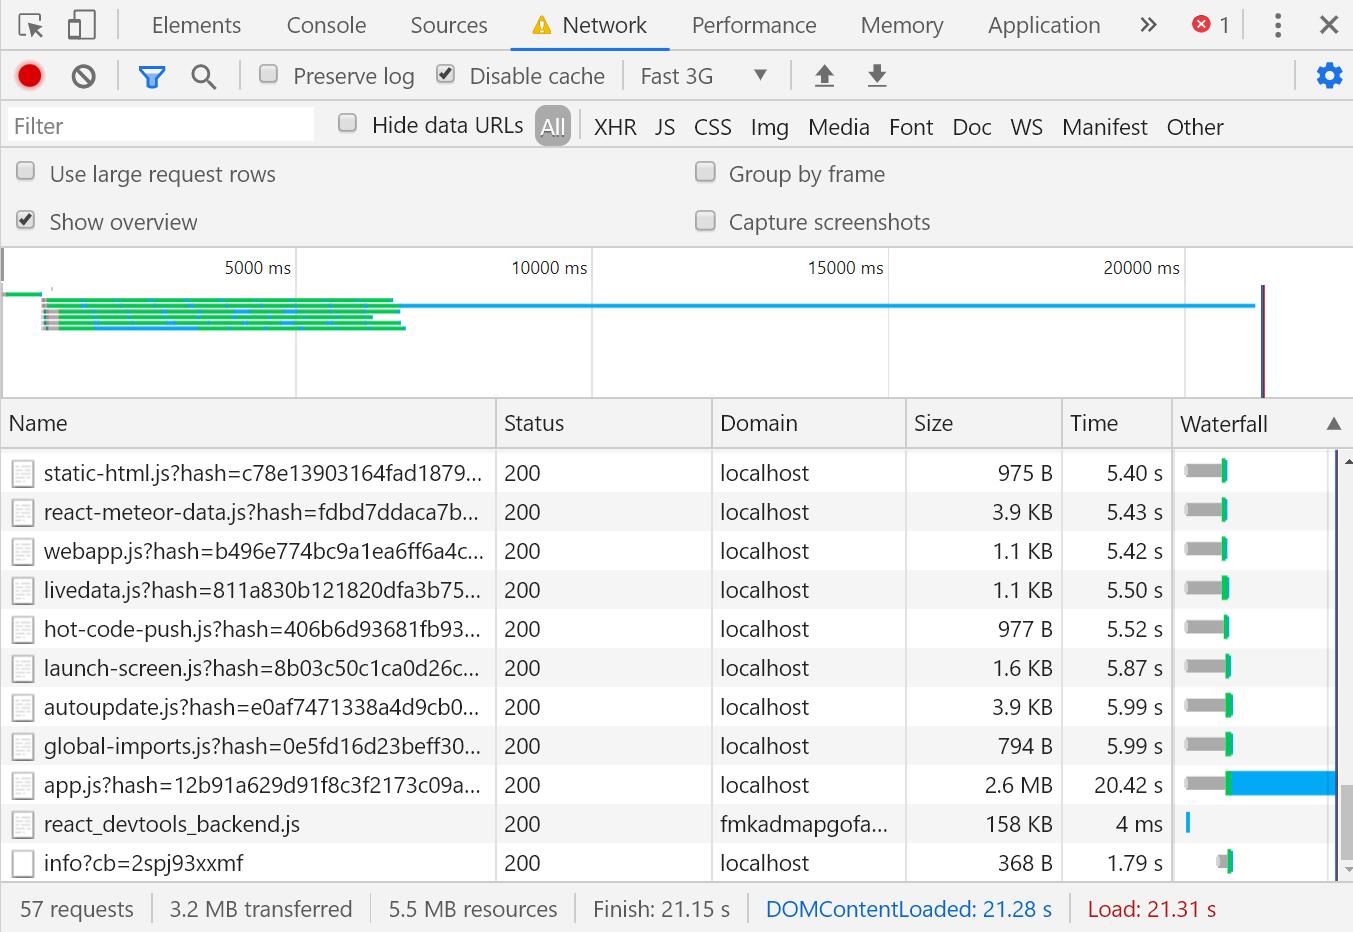 Elements Console Sources Network Performance Memory Application » 1
Preserve log Disable cache Fast 3G
Filter Hide data URLs All XHR JS CSS Img Media Font Doc WS Manifest Other
Use large request rows Group by frame
Show overview Capture screenshots
5000 ms 10000 ms 15000 ms 20000 ms
Name Status Domain Size Time Waterfall
static-html.js?hash=c78e13903164fad1879... 200 localhost 975 B 5.40 s
react-meteor-data.js?hash=fdbd7ddaca7b... 200 localhost 3.9 KB 5.43 s
webapp.js?hash=b496e774bc9a1ea6ff6a4c... 200 localhost 1.1 KB 5.42 s
livedata.js?hash=811a830b121820dfa3b75... 200 localhost 1.1 KB 5.50 s
hot-code-push.js?hash=406b6d93681fb93... 200 localhost 977 B 5.52 s
launch-screen.js?hash=8b03c50c1ca0d26c... 200 localhost 1.6 KB 5.87 s
autoupdate.js?hash=e0af7471338a4d9cb0... 200 localhost 3.9 KB 5.99 s
global-imports.js?hash=0e5fd16d23beff30... 200 localhost 794 B 5.99 s
app.js?hash=12b91a629d91f8c3f2173c09a... 200 localhost 2.6 MB 20.42 s
react_devtools_backend.js 200 fmkadmapgofa... 158 KB 4 ms
info?cb=2spj93xxmf 200 localhost 368 B 1.79 s
57 requests 3.2 MB transferred 5.5 MB resources Finish: 21.15 s DOMContentLoaded: 21.28 s Load: 21.31 s